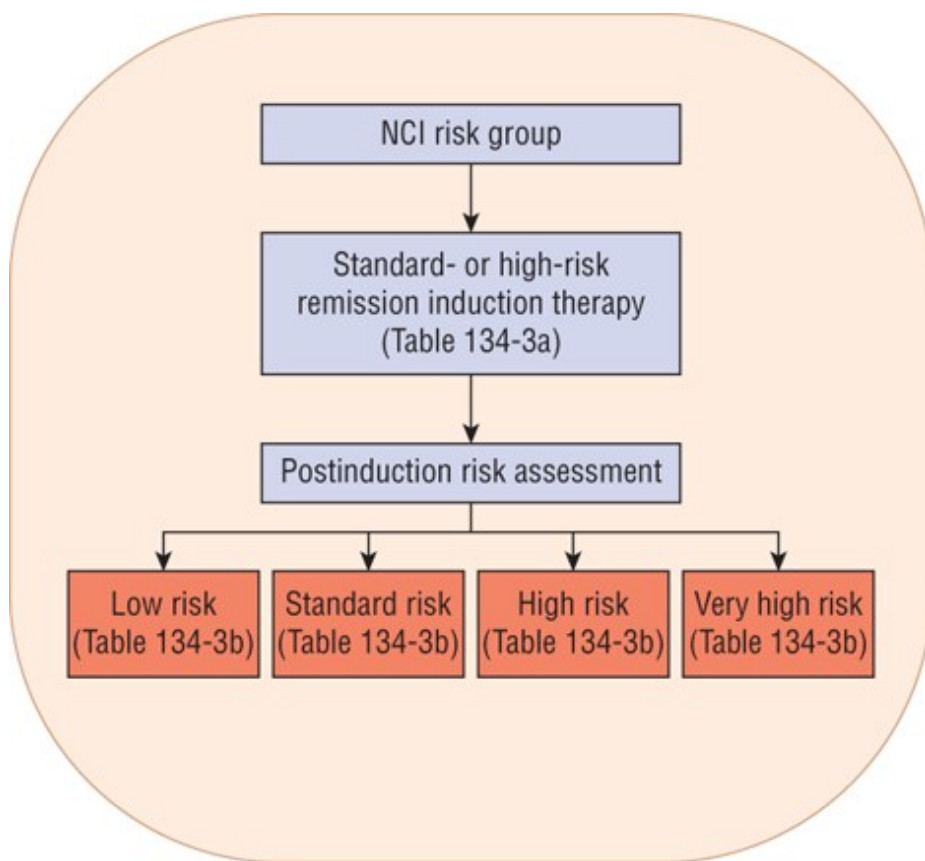 NCI risk group
Standard- or high-risk
remission induction therapy
(Table 134-3a)
Postinduction risk assessment
Low risk
(Table 134-3b)
Standard risk
(Table 134-3b)
High risk
(Table 134-3b)
Very high risk
(Table 134-3b)